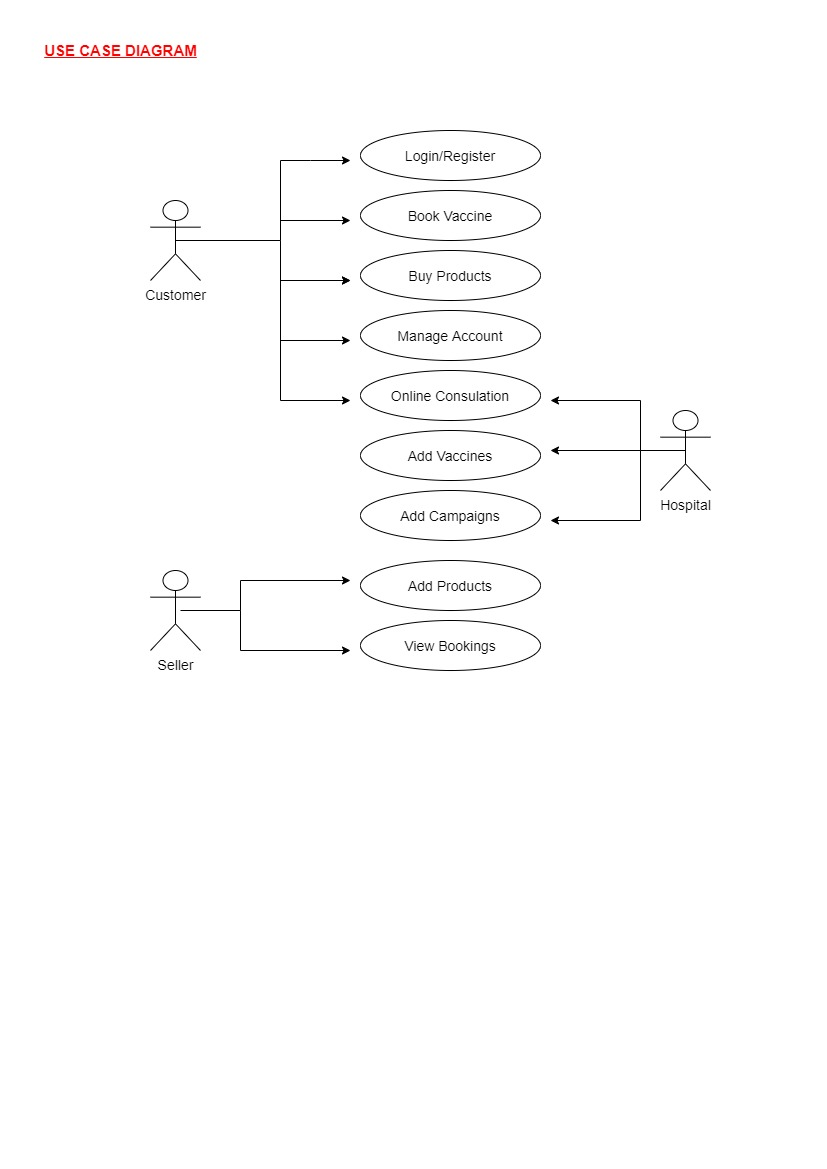 USE CASE DIAGRAM
Login/Register
Book Vaccine
Buy Products
Customer
Manage Account
Online Consulation
Add Vaccines
Hospital
Add Campaigns
Add Products
View Bookings
Seller